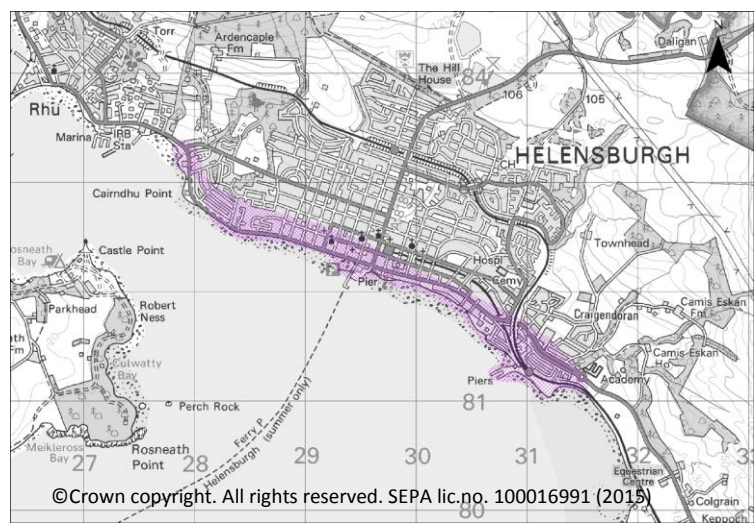 Torr
Ardencaple
Fm
The Hill
House
Daligan
N
84
106
105
Rhu
Marina
IRB
Sta
HELENSBURGH
CH
Cairndhu Point
Castle Point
Rosneath
Bay
Townhead
Hospl
Cemy
Pier
Parkhead
Robert
Ness
Craigendoran
Camis Eskan
Fm
Culwatty
Bay
Camis-Eskan
Ho
Piers
Academy
Perch Rock
81
Ferry P
Helensburgh (summer only)
Meikleross
Bay
Rosneath
Point
27
28
29
30
31
32
Equestrian
Centre
80
Colgrain
©Crown copyright. All rights reserved. SEPA lic.no. 100016991 (2015)